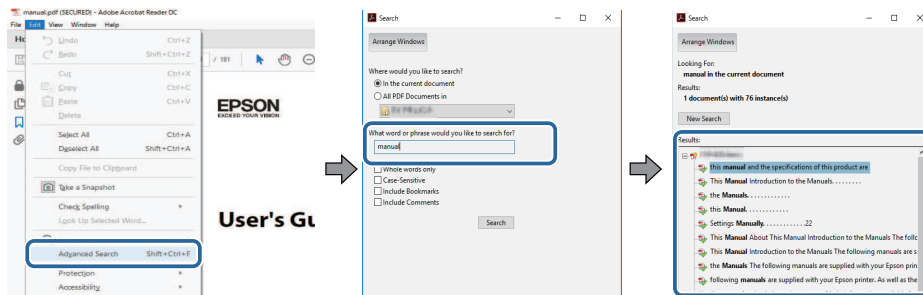 manual.pdf (SECURED) - Adobe Acrobat Reader DC
File Edit View Window Help
Undo Ctrl+Z
Redo Shift+Ctrl+Z
Cut Ctrl+X
Copy Ctrl+C
Paste Ctrl+V
Delete
Select All Ctrl+A
Deselect All Shift+Ctrl+A
Copy File to Clipboard
Take a Snapshot
Check Spelling
Look Up Selected Word...
Advanced Search Shift+Ctrl+F
Protection
Accessibility
/ 191
EPSON
EXCEED YOUR VISION
User's Gu
Search
Arrange Windows
Where would you like to search?
In the current document
All PDF Documents in
What word or phrase would you like to search for?
manual
Whole words only
Case-Sensitive
Include Bookmarks
Include Comments
Search
Search
Arrange Windows
Looking For:
manual in the current document
Results:
1 document(s) with 76 instance(s)
New Search
Results:
this manual and the specifications of this product are
This Manual Introduction to the Manuals. . . . . . . . .
the Manuals. . . . . . . . . . . . .
this Manual. . . . . . . . . . . . .
Settings Manually. . . . . . . . . . . . .22
This Manual About This Manual Introduction to the Manuals The follc
This Manual Introduction to the Manuals The following manuals are s
the Manuals The following manuals are supplied with your Epson prin
following manuals are supplied with your Epson printer. As well as the